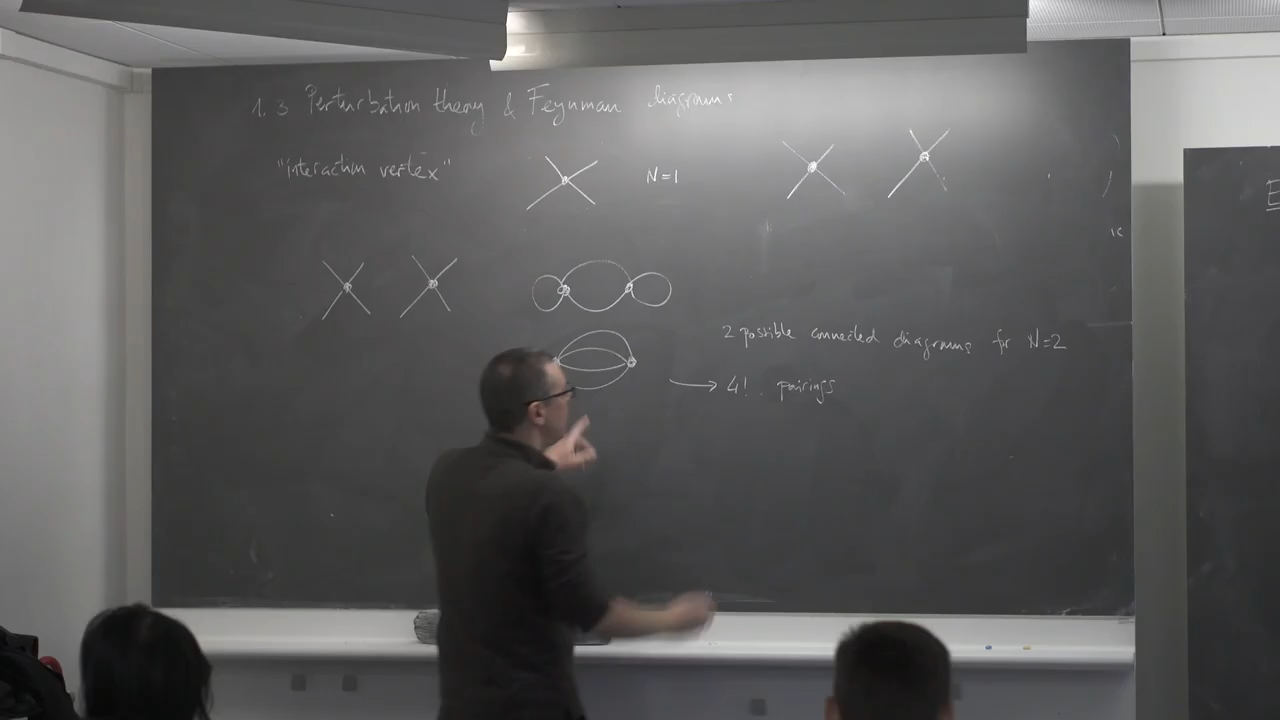 1.3 Perturbation theory & Feynman diagrams
"interaction vertex"
N=1
2 possible connected diagrams for N=2
→ 4! pairings
E